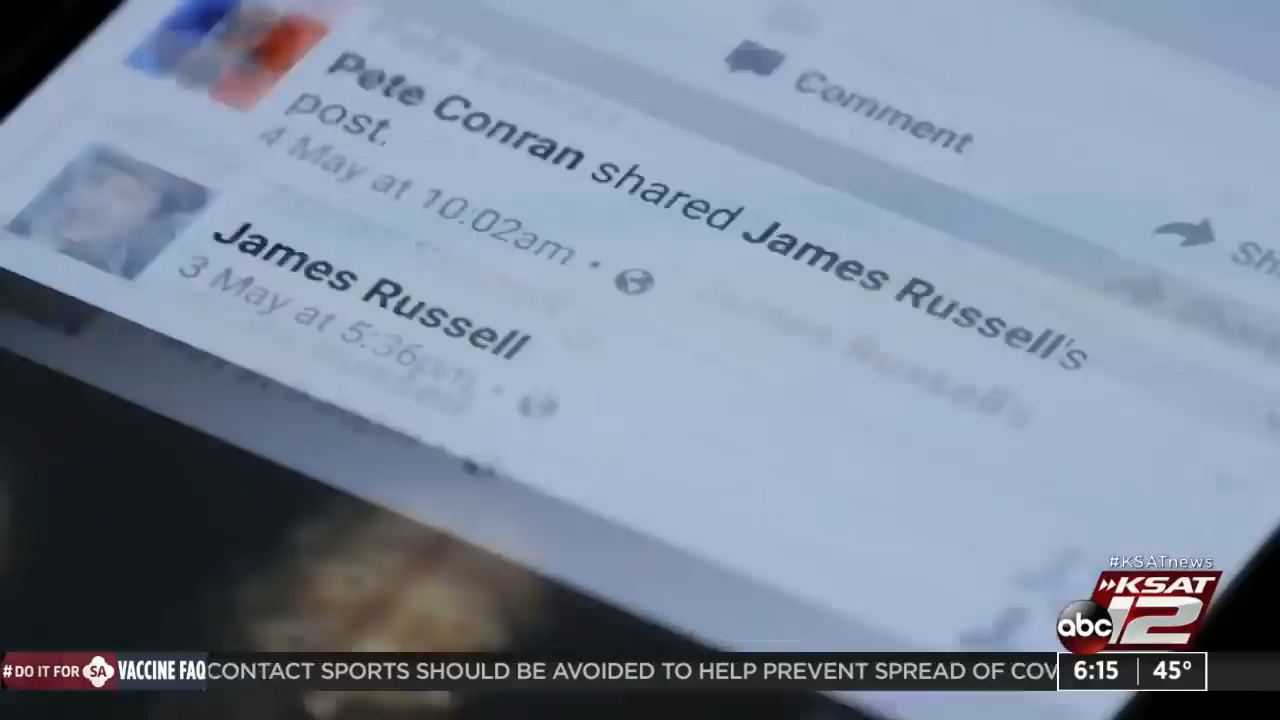 Comment
Pete Conran shared James Russell's
post.
4 May at 10:02am
Sh
James Russell
3 May at 5:36pm
#KSATnews
KSAT
abc 12
#DO IT FOR SA VACCINE FAQ CONTACT SPORTS SHOULD BE AVOIDED TO HELP PREVENT SPREAD OF COV 6:15 45°